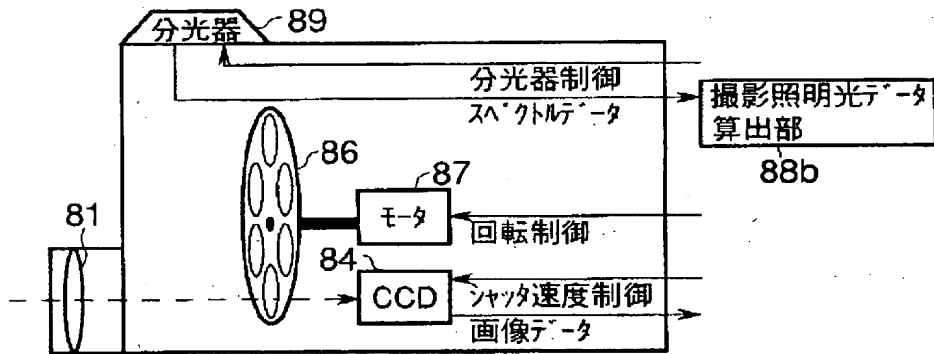 分光器
89
分光器制御
スペクトルデータ
撮影照明光データ
算出部
88b
86
87
モータ
回転制御
81
84
CCD
シャッタ速度制御
画像データ